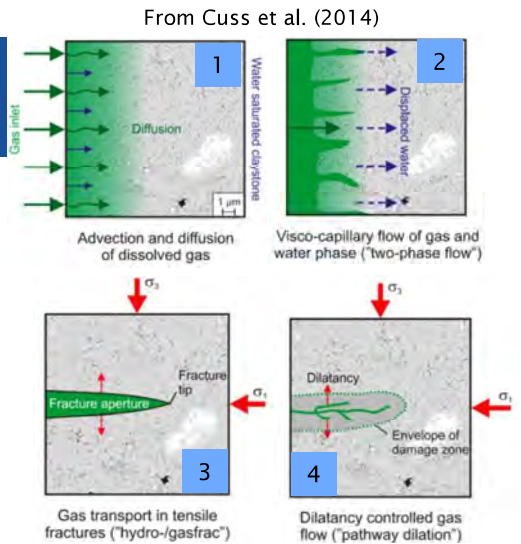 From Cuss et al. (2014)
1
Gas inlet
Diffusion
Water saturated claystone
1 µm
Advection and diffusion
of dissolved gas
2
Displaced water
Visco-capillary flow of gas and
water phase ("two-phase flow")
σ₃
Fracture
tip
Fracture aperture
σ₁
3
Gas transport in tensile
fractures ("hydro-/gasfrac")
σ₃
Dilatancy
σ₁
Envelope of
damage zone
4
Dilatancy controlled gas
flow ("pathway dilation")